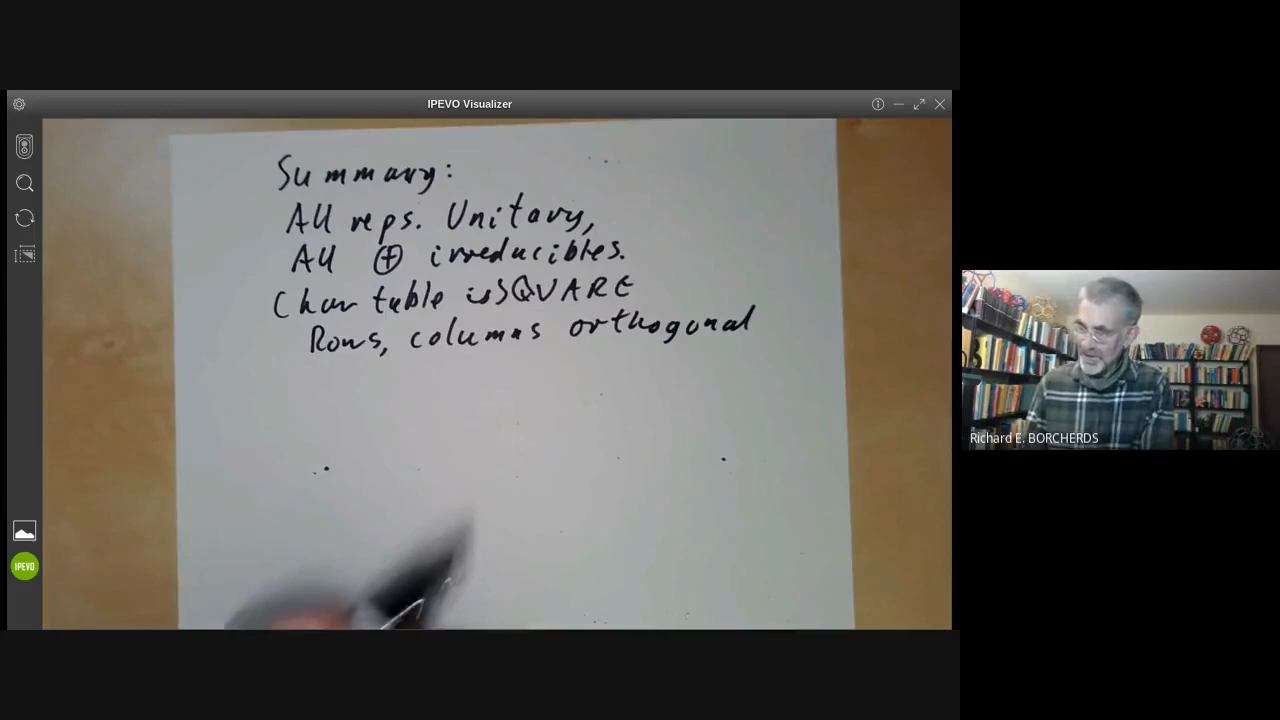 IPEVO Visualizer
Summary:
All reps. Unitary,
All ⊕ irreducibles.
Char table is SQUARE
Rows, columns orthogonal
IPEVO
Richard E. BORCHERDS